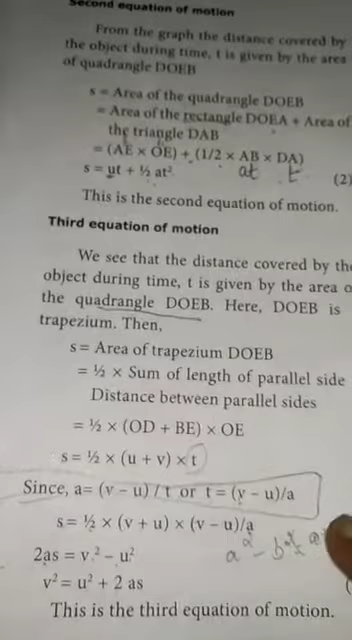 Second equation of motion
From the graph the distance covered by
the object during time, t is given by the area
of quadrangle DOEB
s = Area of the quadrangle DOEB
= Area of the rectangle DOEA + Area of
the triangle DAB
= (AE × OE) + (1/2 × AB × DA)
at t
s = ut + ½ at² (2)
This is the second equation of motion.
Third equation of motion
We see that the distance covered by the
object during time, t is given by the area o
the quadrangle DOEB. Here, DOEB is
trapezium. Then,
s = Area of trapezium DOEB
= ½ × Sum of length of parallel side
Distance between parallel sides
= ½ × (OD + BE) × OE
s = ½ × (u + v) × t
Since, a= (v – u) / t or t = (v – u)/a
s= ½ × (v + u) × (v – u)/a
a² – b²
2as = v² – u²
v² = u² + 2 as
This is the third equation of motion.